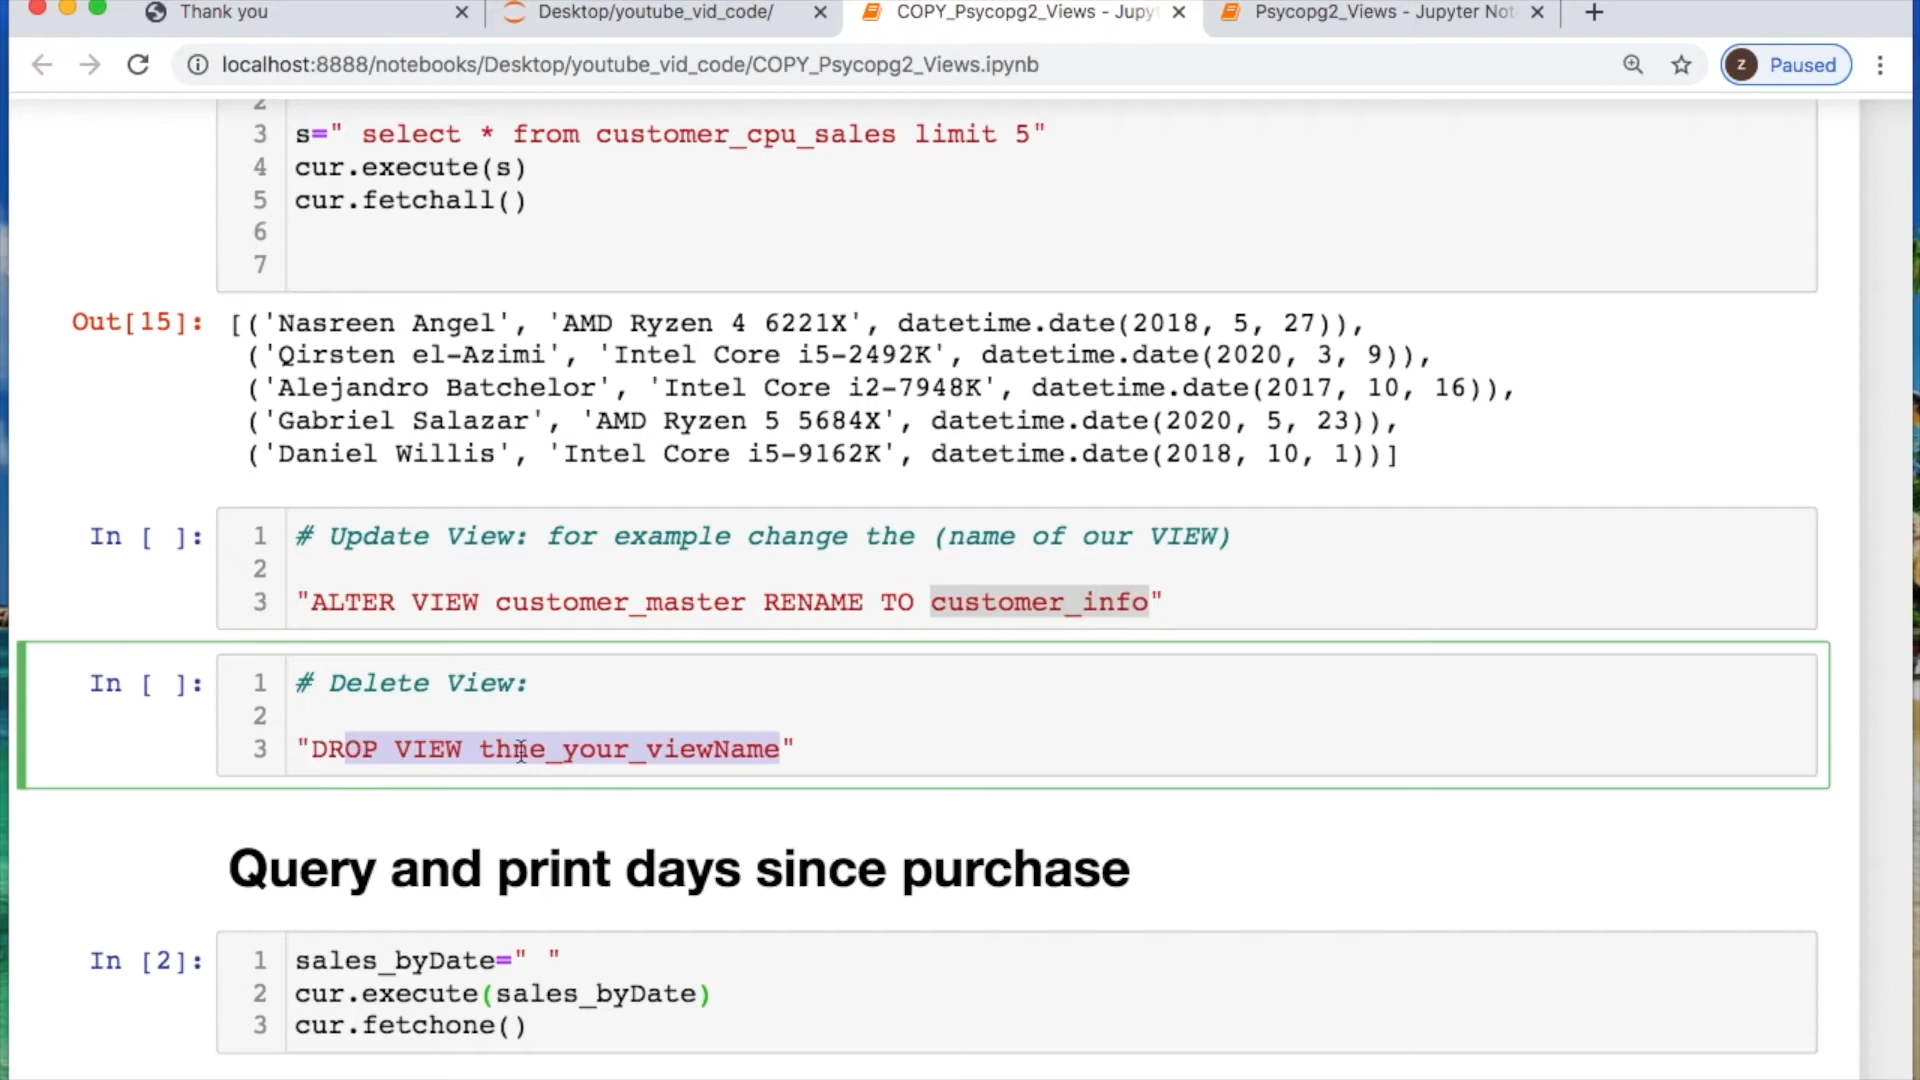 Thank you
Desktop/youtube_vid_code/
COPY_Psycopg2_Views - Jupyt
Psycopg2_Views - Jupyter Not
localhost:8888/notebooks/Desktop/youtube_vid_code/COPY_Psycopg2_Views.ipynb
z Paused
2
3 s=" select * from customer_cpu_sales limit 5"
4 cur.execute(s)
5 cur.fetchall()
6
7
Out[15]: [('Nasreen Angel', 'AMD Ryzen 4 6221X', datetime.date(2018, 5, 27)),
('Qirsten el-Azimi', 'Intel Core i5-2492K', datetime.date(2020, 3, 9)),
('Alejandro Batchelor', 'Intel Core i2-7948K', datetime.date(2017, 10, 16)),
('Gabriel Salazar', 'AMD Ryzen 5 5684X', datetime.date(2020, 5, 23)),
('Daniel Willis', 'Intel Core i5-9162K', datetime.date(2018, 10, 1))]
In [ ]: 1 # Update View: for example change the (name of our VIEW)
2
3 "ALTER VIEW customer_master RENAME TO customer_info"
In [ ]: 1 # Delete View:
2
3 "DROP VIEW
Query and print days since purchase
In [2]: 1 sales_byDate=" "
2 cur.execute(sales_byDate)
3 cur.fetchone()